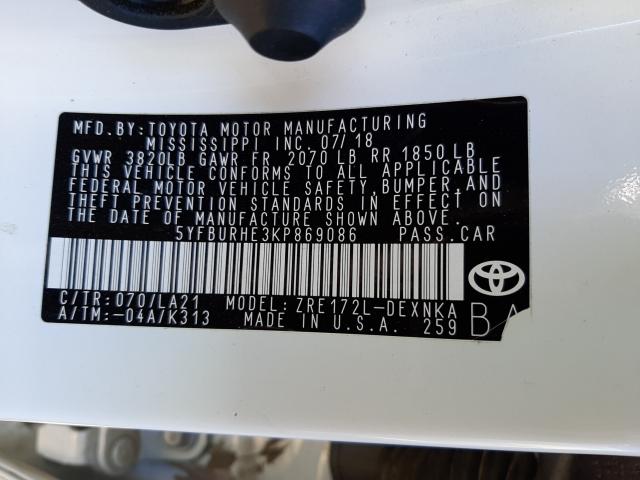 MFD. BY: TOYOTA MOTOR MANUFACTURING
MISSISSIPPI INC. 07/18
GVWR 3820LB GAWR FR 2070 LB RR 1850 LB
THIS VEHICLE CONFORMS TO ALL APPLICABLE
FEDERAL MOTOR VEHICLE SAFETY, BUMPER, AND
THEFT PREVENTION STANDARDS IN EFFECT ON
THE DATE OF MANUFACTURE SHOWN ABOVE.
5YFBURHE3KP869086 PASS. CAR
C/TR: 070/LA21 MODEL: ZRE172L-DEXNKA
A/TM: -04A/K313 MADE IN U.S.A. 259 BA